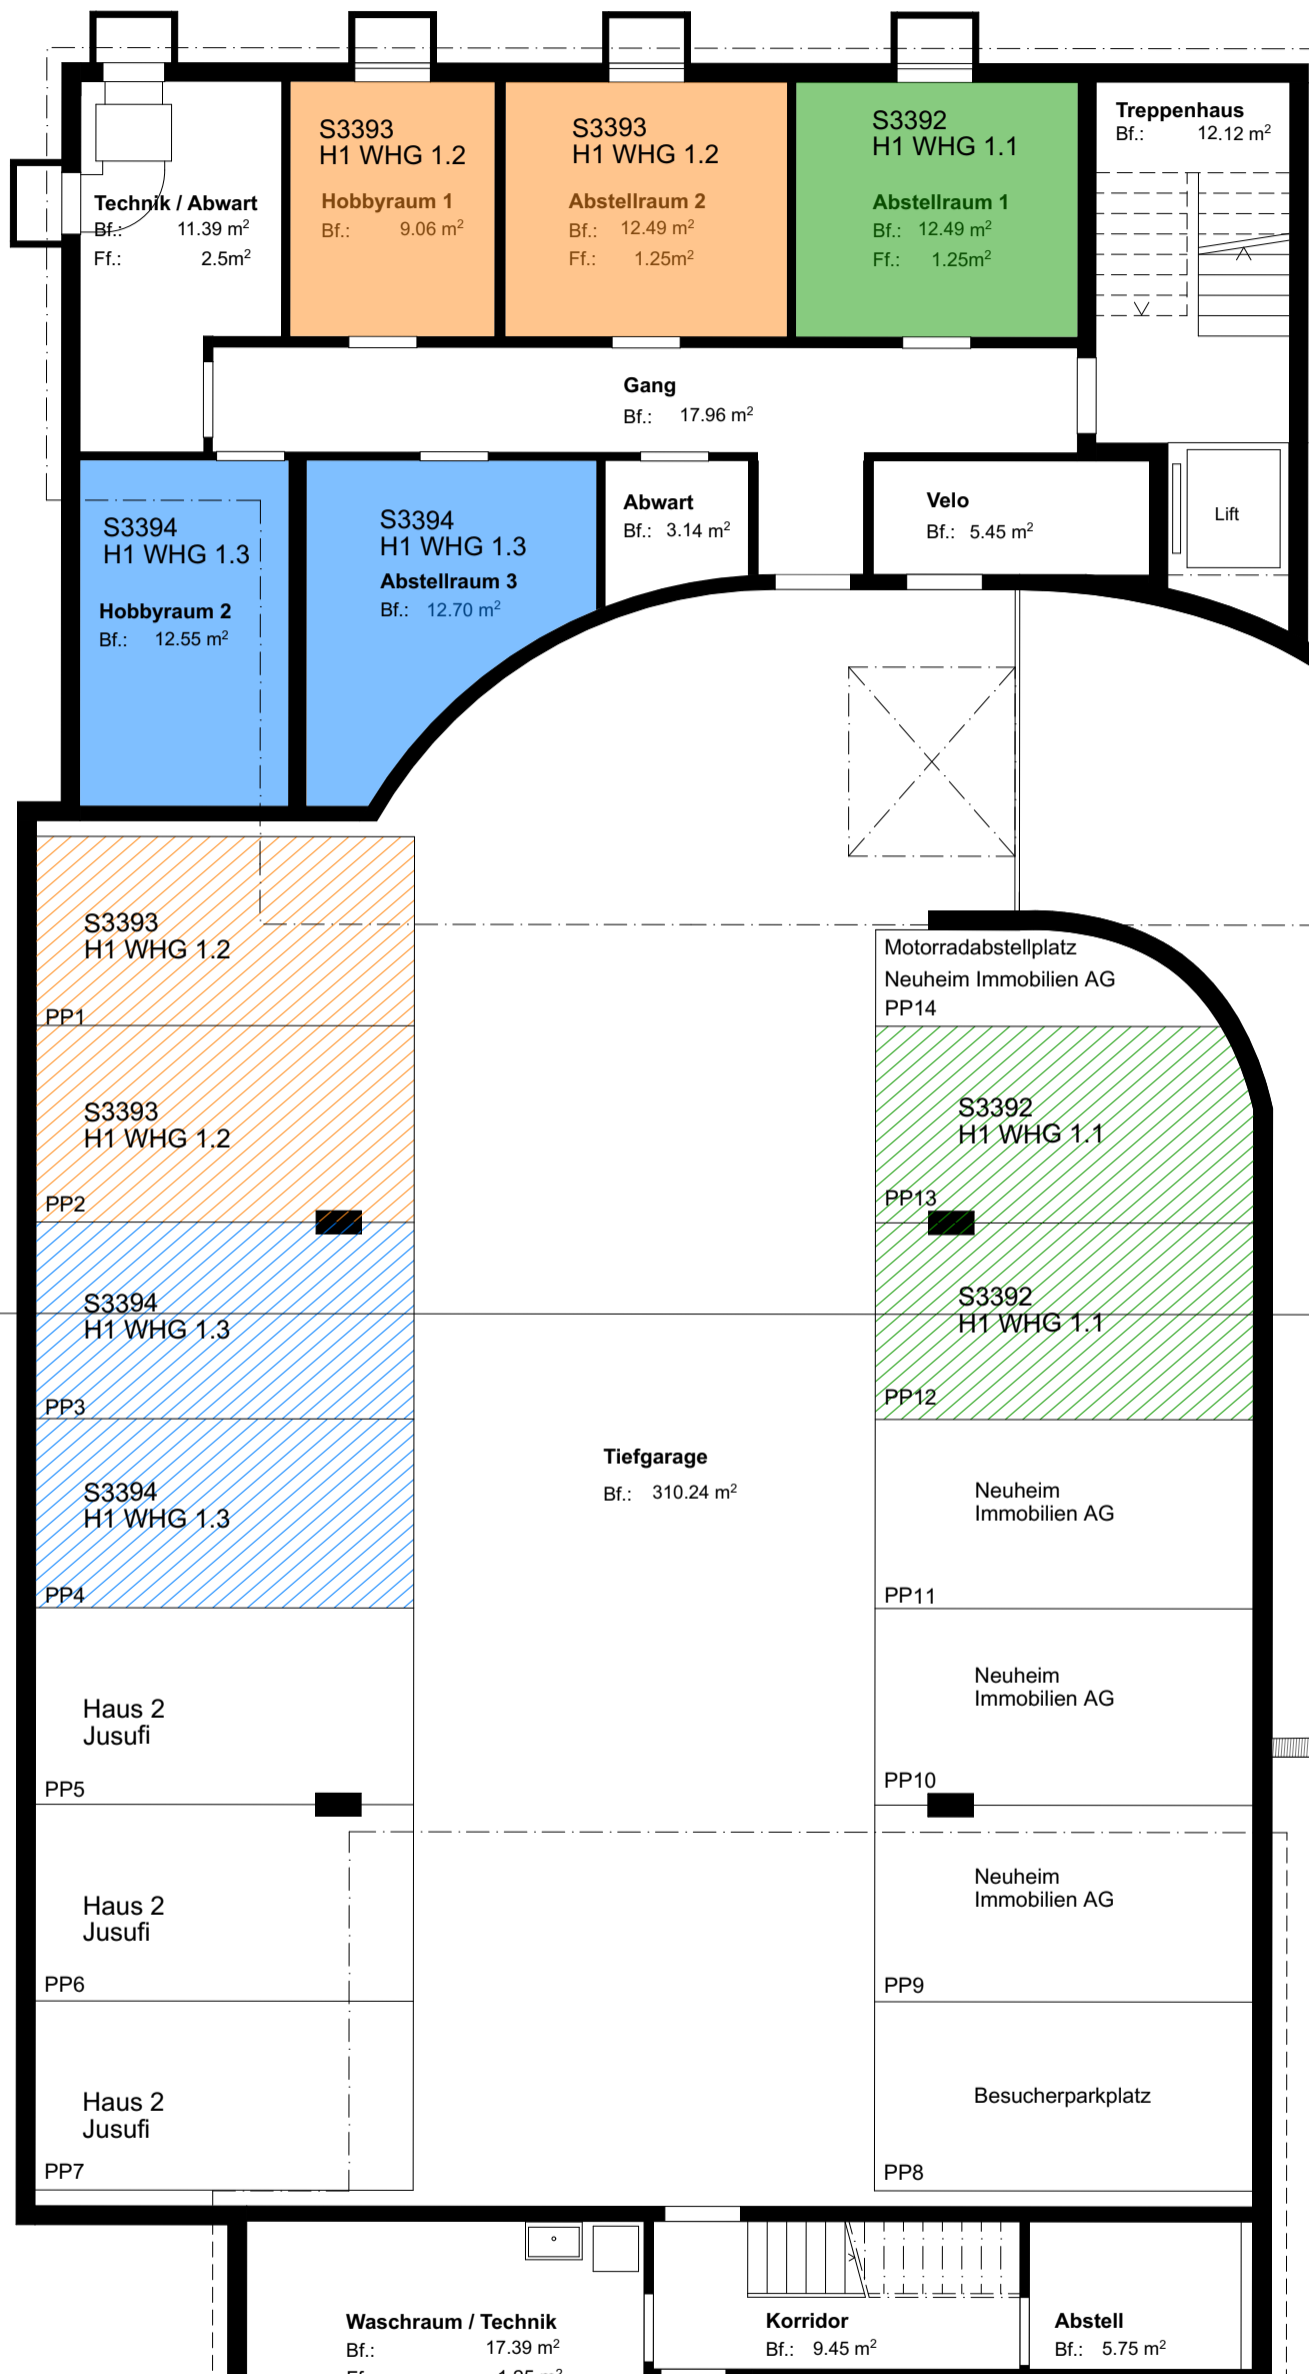 S3393
H1 WHG 1.2
Hobbyraum 1
Bf.: 9.06 m²
S3393
H1 WHG 1.2
Abstellraum 2
Bf.: 12.49 m²
Ff.: 1.25m²
S3392
H1 WHG 1.1
Abstellraum 1
Bf.: 12.49 m²
Ff.: 1.25m²
Treppenhaus
Bf.: 12.12 m²
Technik / Abwart
Bf.: 11.39 m²
Ff.: 2.5m²
Gang
Bf.: 17.96 m²
S3394
H1 WHG 1.3
Hobbyraum 2
Bf.: 12.55 m²
S3394
H1 WHG 1.3
Abstellraum 3
Bf.: 12.70 m²
Abwart
Bf.: 3.14 m²
Velo
Bf.: 5.45 m²
Lift
S3393
H1 WHG 1.2
PP1
S3393
H1 WHG 1.2
PP2
S3394
H1 WHG 1.3
PP3
S3394
H1 WHG 1.3
PP4
Haus 2
Jusufi
PP5
Haus 2
Jusufi
PP6
Haus 2
Jusufi
PP7
Tiefgarage
Bf.: 310.24 m²
Motorradabstellplatz
Neuheim Immobilien AG
PP14
S3392
H1 WHG 1.1
PP13
S3392
H1 WHG 1.1
PP12
Neuheim
Immobilien AG
PP11
Neuheim
Immobilien AG
PP10
Neuheim
Immobilien AG
PP9
Besucherparkplatz
PP8
Waschraum / Technik
Bf.: 17.39 m²
Korridor
Bf.: 9.45 m²
Abstell
Bf.: 5.75 m²